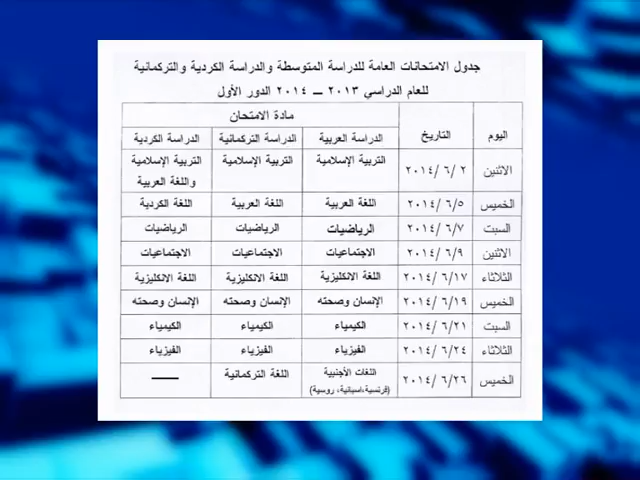 جدول الامتحانات العامة للدراسة المتوسطة والدراسة الكردية والتركمانية
للعام الدراسي ٢٠١٣ ــ ٢٠١٤ الدور الأول
اليوم التاريخ مادة الامتحان
الدراسة العربية الدراسة التركمانية الدراسة الكردية
الاثنين ٢ /٦ /٢٠١٤ التربية الإسلامية التربية الإسلامية التربية الإسلامية
واللغة العربية
الخميس ٦/٥ /٢٠١٤ اللغة العربية اللغة العربية اللغة الكردية
السبت ٦/٧ /٢٠١٤ الرياضيات الرياضيات الرياضيات
الاثنين ٦/٩ /٢٠١٤ الاجتماعيات الاجتماعيات الاجتماعيات
الثلاثاء ٦/١٧ /٢٠١٤ اللغة الانكليزية اللغة الانكليزية اللغة الانكليزية
الخميس ٦/١٩ /٢٠١٤ الإنسان وصحته الإنسان وصحته الإنسان وصحته
السبت ٦/٢١ /٢٠١٤ الكيمياء الكيمياء الكيمياء
الثلاثاء ٦/٢٤ /٢٠١٤ الفيزياء الفيزياء الفيزياء
الخميس ٦/٢٦ /٢٠١٤ اللغات الأجنبية اللغة التركمانية ــــ
(فرنسية،اسبانية، روسية)